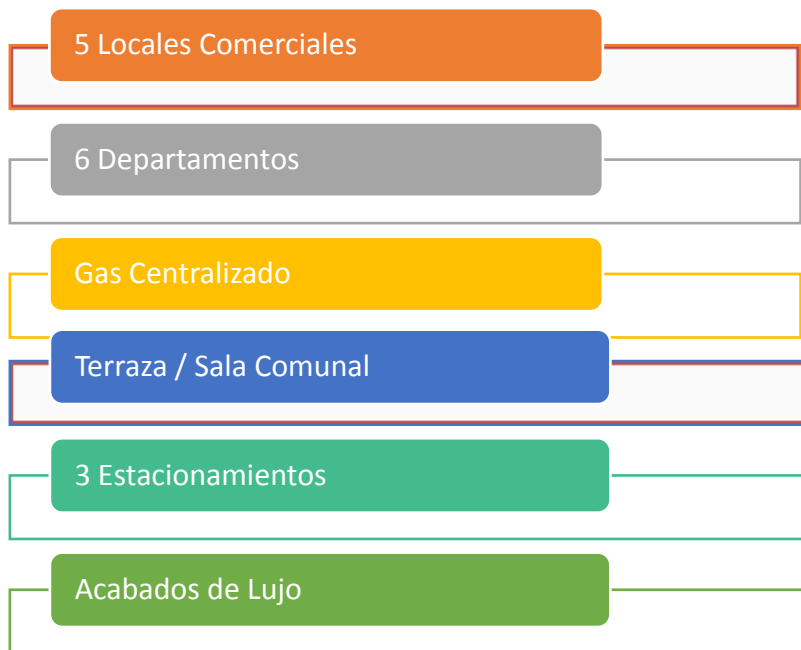 5 Locales Comerciales
6 Departamentos
Gas Centralizado
Terraza / Sala Comunal
3 Estacionamientos
Acabados de Lujo